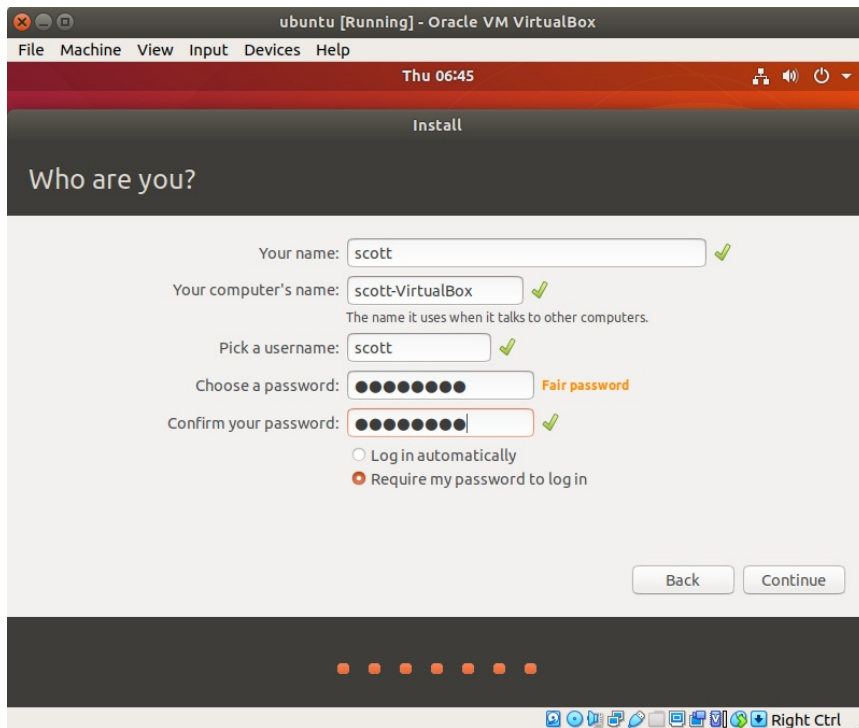 ubuntu [Running] - Oracle VM VirtualBox
File Machine View Input Devices Help
Thu 06:45
Install
Who are you?
Your name: scott
Your computer's name: scott-VirtualBox
The name it uses when it talks to other computers.
Pick a username: scott
Choose a password: ●●●●●●●● Fair password
Confirm your password: ●●●●●●●●
Log in automatically
Require my password to log in
Back Continue
Right Ctrl